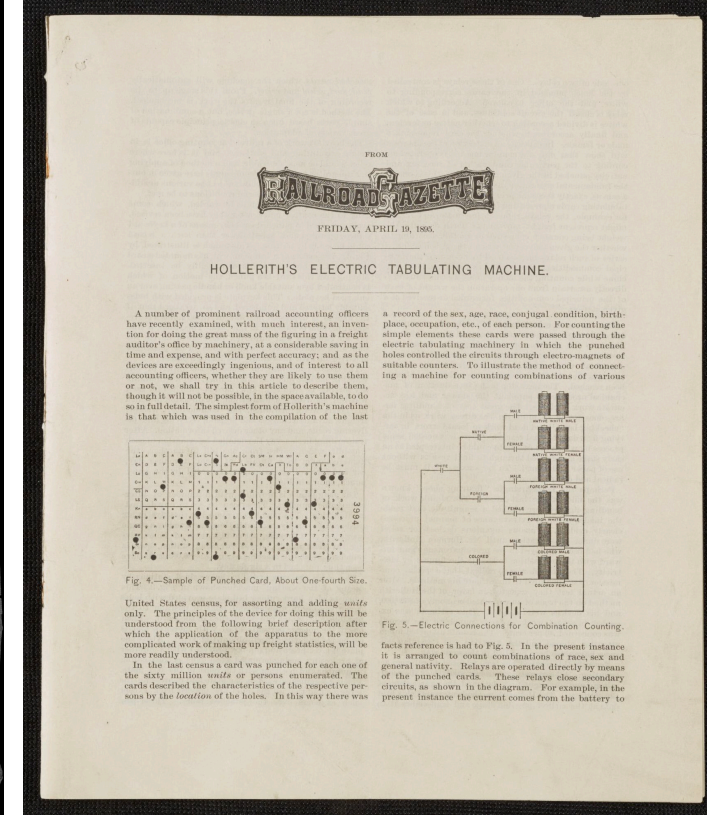 FROM
RAILROAD GAZETTE
FRIDAY, APRIL 19, 1895.
HOLLERITH'S ELECTRIC TABULATING MACHINE.
A number of prominent railroad accounting officers
have recently examined, with much interest, an inven-
tion for doing the great mass of the figuring in a freight
auditor's office by machinery, at a considerable saving in
time and expense, and with perfect accuracy; and as the
devices are exceedingly ingenious, and of interest to all
accounting officers, whether they are likely to use them
or not, we shall try in this article to describe them,
though it will not be possible, in the space available, to do
so in full detail. The simplest form of Hollerith's machine
is that which was used in the compilation of the last
3994
Fig. 4.—Sample of Punched Card, About One-fourth Size.
United States census, for assorting and adding units
only. The principles of the device for doing this will be
understood from the following brief description after
which the application of the apparatus to the more
complicated work of making up freight statistics, will be
more readily understood.
In the last census a card was punched for each one of
the sixty million units or persons enumerated. The
cards described the characteristics of the respective per-
sons by the location of the holes. In this way there was
a record of the sex, age, race, conjugal condition, birth-
place, occupation, etc., of each person. For counting the
simple elements these cards were passed through the
electric tabulating machinery in which the punched
holes controlled the circuits through electro-magnets of
suitable counters. To illustrate the method of connect-
ing a machine for counting combinations of various
MALE
NATIVE WHITE MALE
NATIVE
FEMALE
NATIVE WHITE FEMALE
WHITE
MALE
FOREIGN WHITE MALE
FOREIGN
FEMALE
FOREIGN WHITE FEMALE
MALE
COLORED MALE
COLORED
FEMALE
COLORED FEMALE
Fig. 5.—Electric Connections for Combination Counting.
facts reference is had to Fig. 5. In the present instance
it is arranged to count combinations of race, sex and
general nativity. Relays are operated directly by means
of the punched cards. These relays close secondary
circuits, as shown in the diagram. For example, in the
present instance the current comes from the battery to